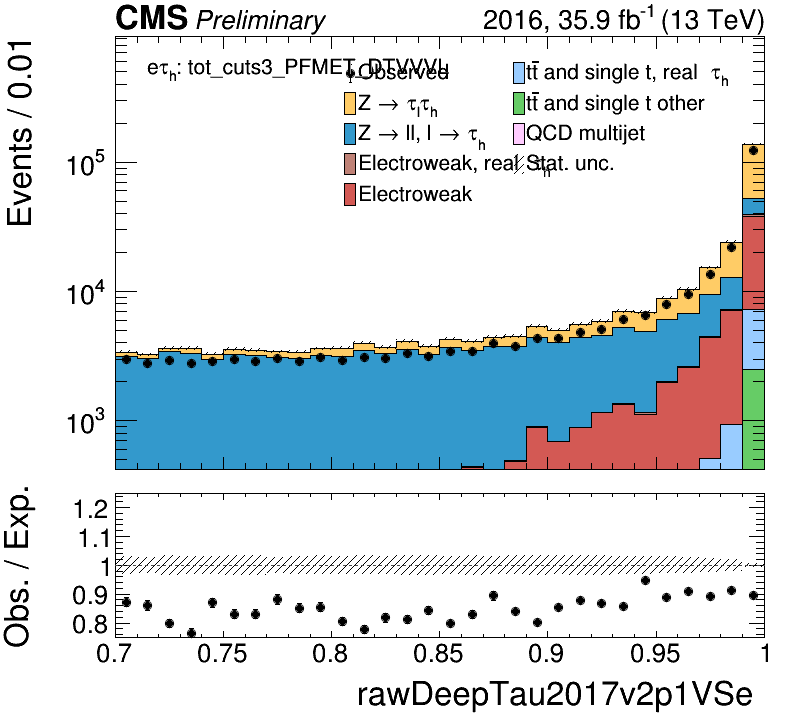 CMS Preliminary 2016, 35.9 fb⁻¹ (13 TeV)
Events / 0.01
eτh: tot_cuts3_PFMET_DTVVVL
Observed
Z → τlτh
Z → ll, l → τh
Electroweak, real τh
Electroweak
tt̄ and single t, real τh
tt̄ and single t other
QCD multijet
Stat. unc.
10⁵
10⁴
10³
Obs. / Exp.
1.2
1.1
1
0.9
0.8
0.7 0.75 0.8 0.85 0.9 0.95 1
rawDeepTau2017v2p1VSe